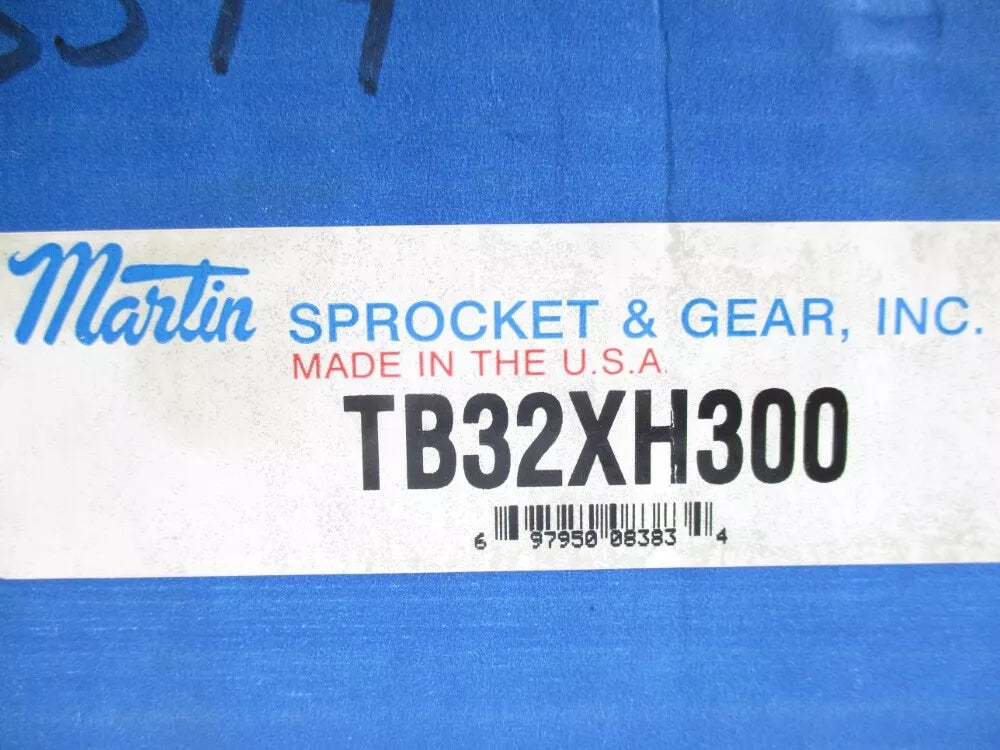 Martin SPROCKET & GEAR, INC.
MADE IN THE U.S.A
TB32XH300
6 97950 08383 4